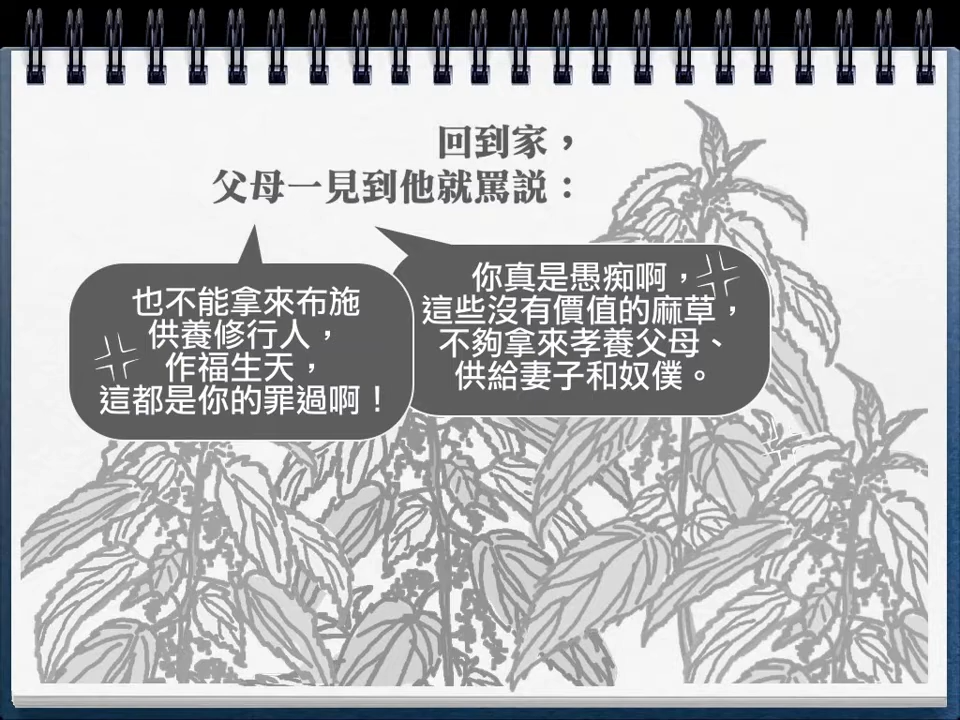 回到家，
父母一見到他就罵説：
你真是愚痴啊，
這些沒有價值的麻草，
不夠拿來孝養父母、
供給妻子和奴僕。
也不能拿來布施
供養修行人，
作福生天，
這都是你的罪過啊！